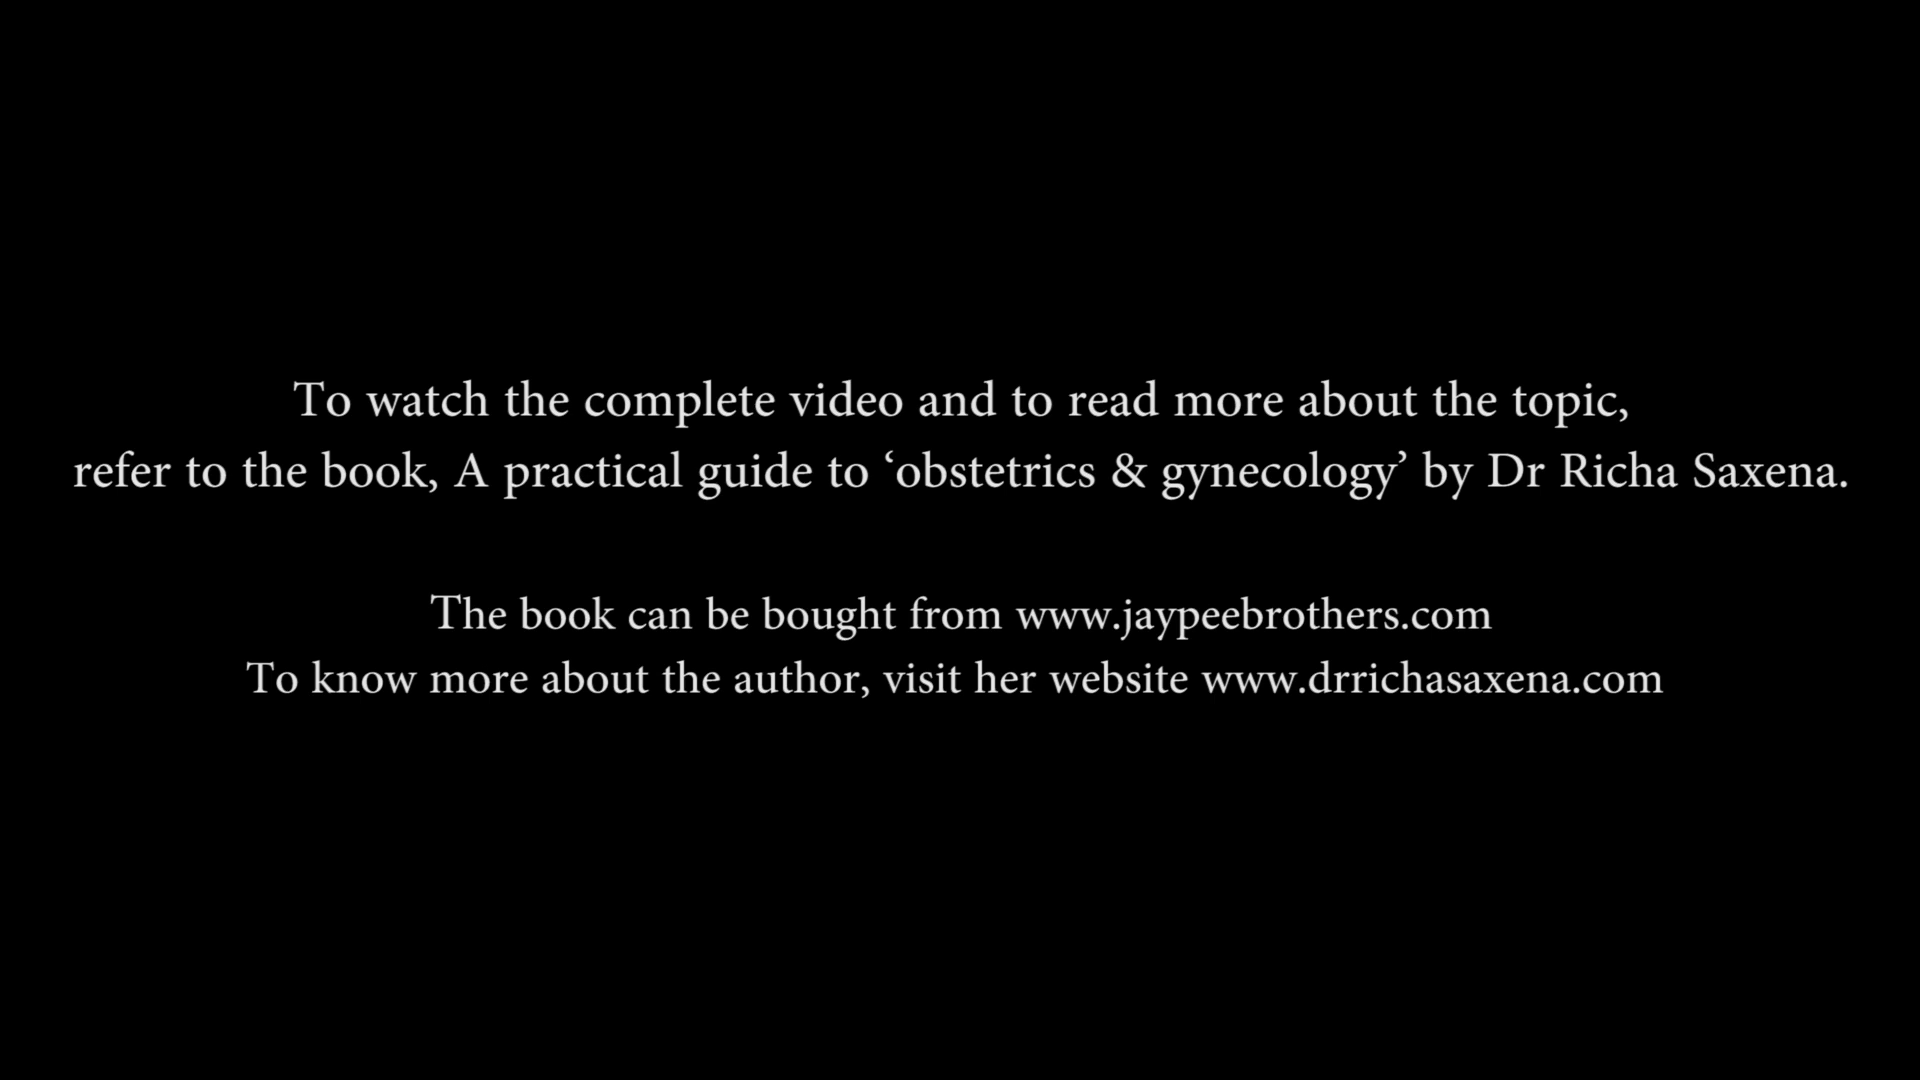 To watch the complete video and to read more about the topic,
refer to the book, A practical guide to ‘obstetrics & gynecology’ by Dr Richa Saxena.
The book can be bought from www.jaypeebrothers.com
To know more about the author, visit her website www.drrichasaxena.com